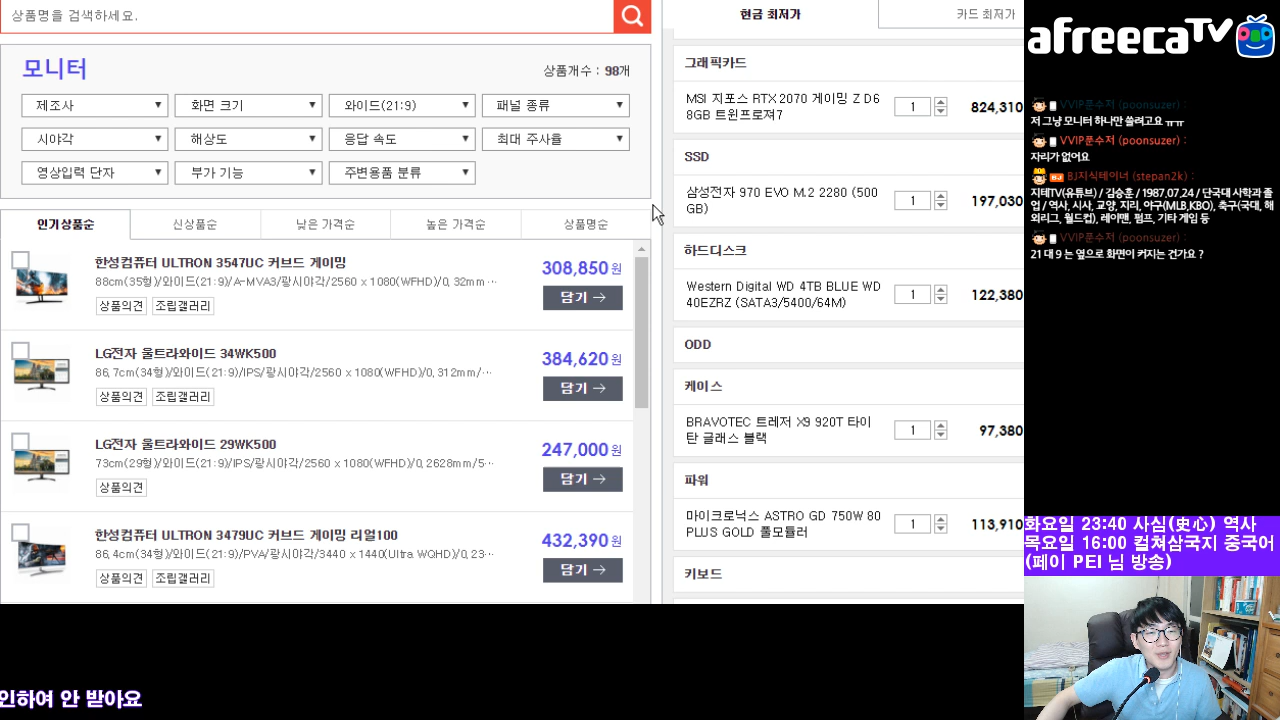 상품명을 검색하세요.
모니터
상품개수 : 98개
제조사 ▼
화면 크기 ▼
와이드(21:9) ▼
패널 종류 ▼
시야각 ▼
해상도 ▼
응답 속도 ▼
최대 주사율 ▼
영상입력 단자 ▼
부가 기능 ▼
주변용품 분류 ▼
인기상품순
신상품순
낮은 가격순
높은 가격순
상품명순
한성컴퓨터 ULTRON 3547UC 커브드 게이밍
88cm(35형)/와이드(21:9)/A-MVA3/광시야각/2560 x 1080(WFHD)/0, 32mm ···
상품의견 조립갤러리
308,850 원
담기 →
LG전자 울트라와이드 34WK500
86, 7cm(34형)/와이드(21:9)/IPS/광시야각/2560 x 1080(WFHD)/0, 312mm/···
상품의견 조립갤러리
384,620 원
담기 →
LG전자 울트라와이드 29WK500
73cm(29형)/와이드(21:9)/IPS/광시야각/2560 x 1080(WFHD)/0, 2628mm/5···
상품의견
247,000 원
담기 →
한성컴퓨터 ULTRON 3479UC 커브드 게이밍 리얼100
86, 4cm(34형)/와이드(21:9)/PVA/광시야각/3440 x 1440(Ultra WQHD)/0, 23···
상품의견 조립갤러리
432,390 원
담기 →
현금 최저가
카드 최저가
그래픽카드
MSI 지포스 RTX 2070 게이밍 Z D6
8GB 트윈프로져7
1
824,310
SSD
삼성전자 970 EVO M.2 2280 (500
GB)
1
197,030
하드디스크
Western Digital WD 4TB BLUE WD
40EZRZ (SATA3/5400/64M)
1
122,380
ODD
케이스
BRAVOTEC 트레저 X9 920T 타이
탄 글래스 블랙
1
97,380
파워
마이크로닉스 ASTRO GD 750W 80
PLUS GOLD 풀모듈러
1
113,910
키보드
afreecaTV
VVIP푼수저 (poonsuzer) :
저 그냥 모니터 하나만 쓸려고요 ㅠㅠ
VVIP푼수저 (poonsuzer) :
자리가 없어요
BJ지식테이너 (stepan2k) :
지테TV(유튜브) / 김승훈 / 1987.07.24 / 단국대 사학과 졸
업 / 역사, 시사, 교양, 지리, 야구(MLB,KBO), 축구(국대, 해
외리그, 월드컵), 레이맨, 펌프, 기타 게임 등
VVIP푼수저 (poonsuzer) :
21 대 9 는 옆으로 화면이 커지는 건가요 ?
화요일 23:40 사심(史心) 역사
목요일 16:00 컬쳐삼국지 중국어
(페이 PEI 님 방송)
인하여 안 받아요